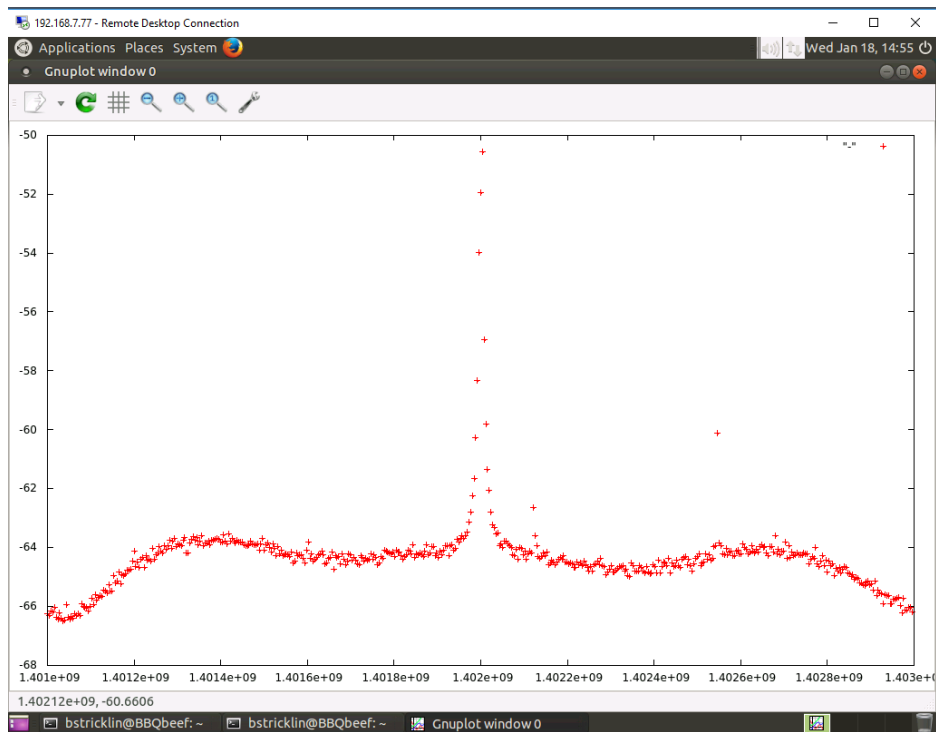 192.168.7.77 - Remote Desktop Connection
Applications Places System Wed Jan 18, 14:55
Gnuplot window 0
-50
"-"
-52
-54
-56
-58
-60
-62
-64
-66
-68
1.401e+09 1.4012e+09 1.4014e+09 1.4016e+09 1.4018e+09 1.402e+09 1.4022e+09 1.4024e+09 1.4026e+09 1.4028e+09 1.403e+0
1.40212e+09, -60.6606
bstricklin@BBQbeef: ~ bstricklin@BBQbeef: ~ Gnuplot window 0